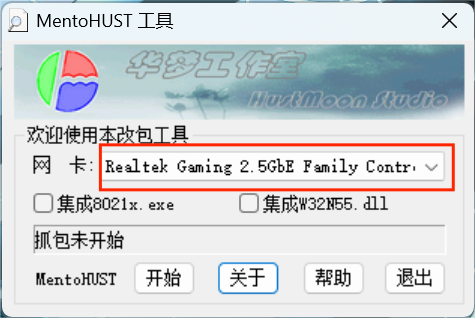 MentoHUST 工具
华梦工作室
HustMoon Studio
欢迎使用本改包工具
网 卡: Realtek Gaming 2.5GbE Family Contr
集成8021x.exe 集成W32N55.dll
抓包未开始
MentoHUST 开始 关于 帮助 退出